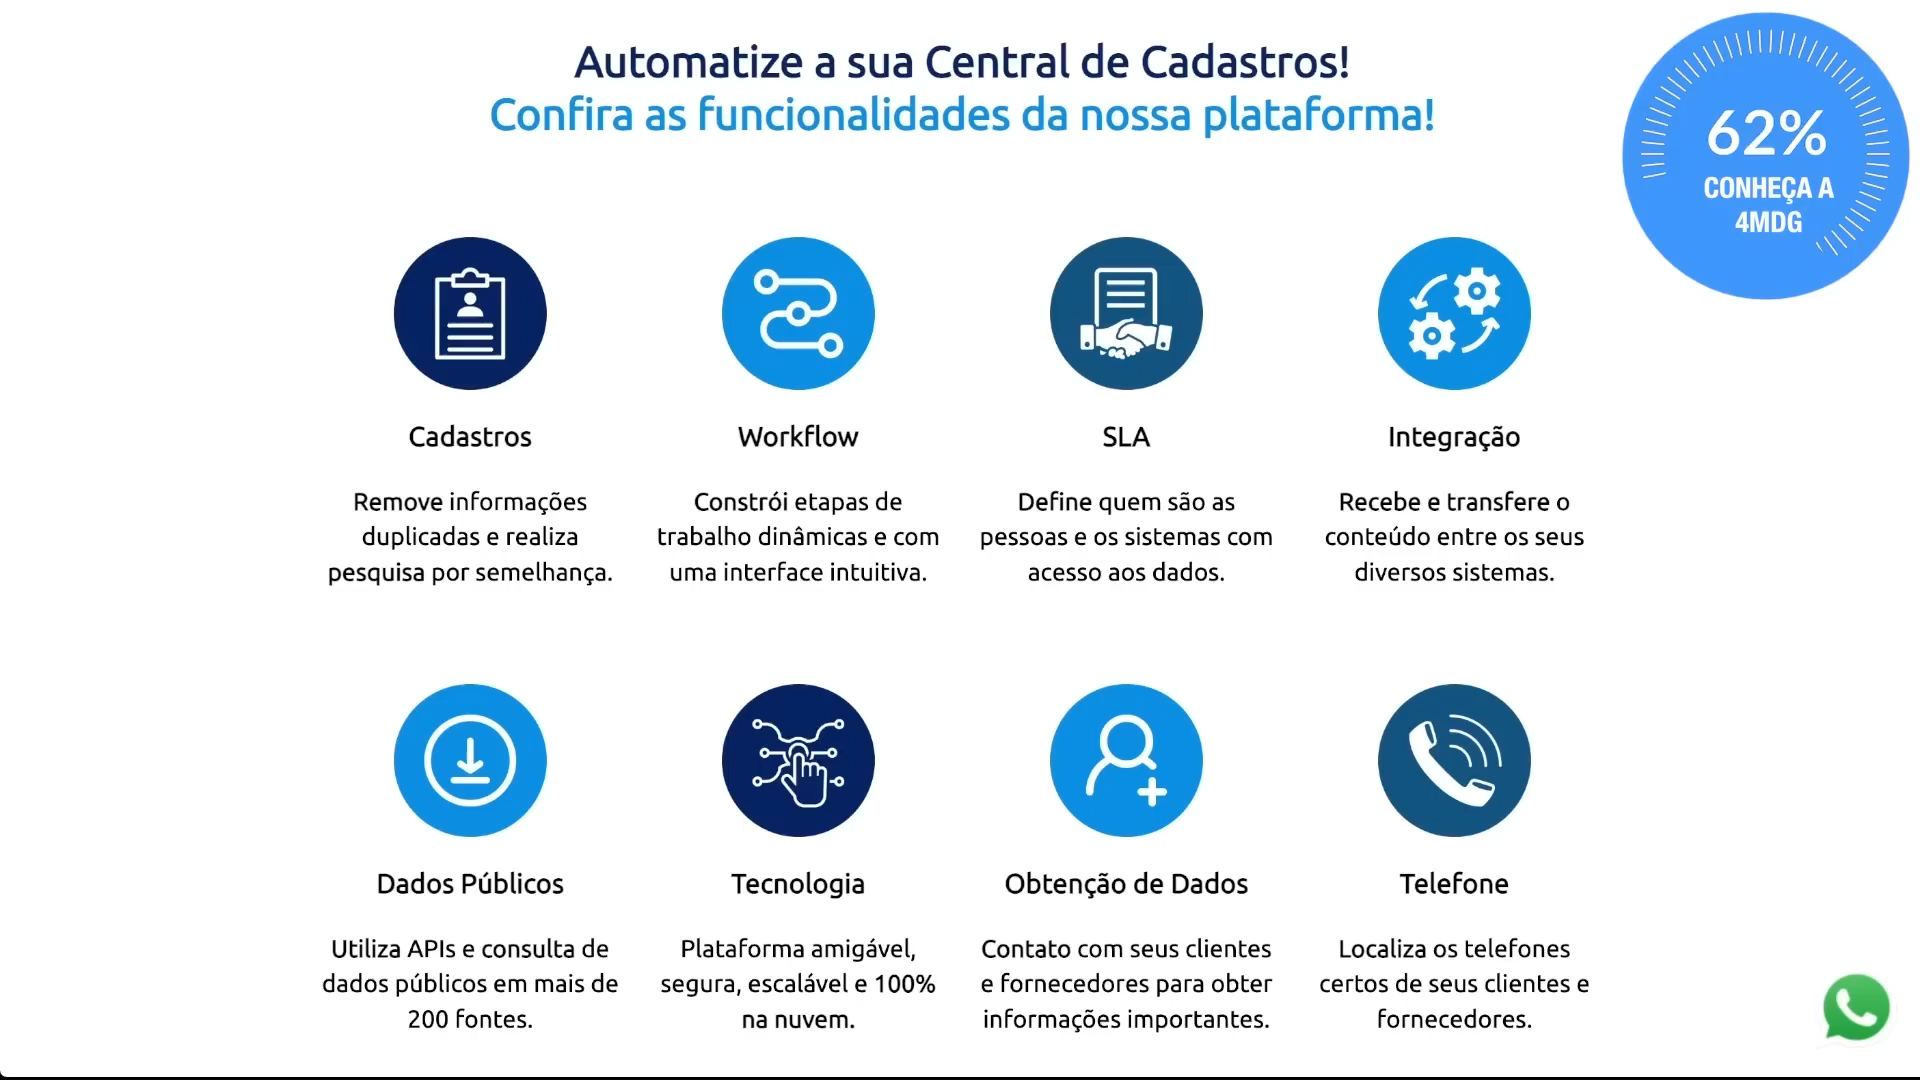 Automatize a sua Central de Cadastros!
Confira as funcionalidades da nossa plataforma!
62%
CONHEÇA A
4MDG
Cadastros
Remove informações
duplicadas e realiza
pesquisa por semelhança.
Workflow
Constrói etapas de
trabalho dinâmicas e com
uma interface intuitiva.
SLA
Define quem são as
pessoas e os sistemas com
acesso aos dados.
Integração
Recebe e transfere o
conteúdo entre os seus
diversos sistemas.
Dados Públicos
Utiliza APIs e consulta de
dados públicos em mais de
200 fontes.
Tecnologia
Plataforma amigável,
segura, escalável e 100%
na nuvem.
Obtenção de Dados
Contato com seus clientes
e fornecedores para obter
informações importantes.
Telefone
Localiza os telefones
certos de seus clientes e
fornecedores.